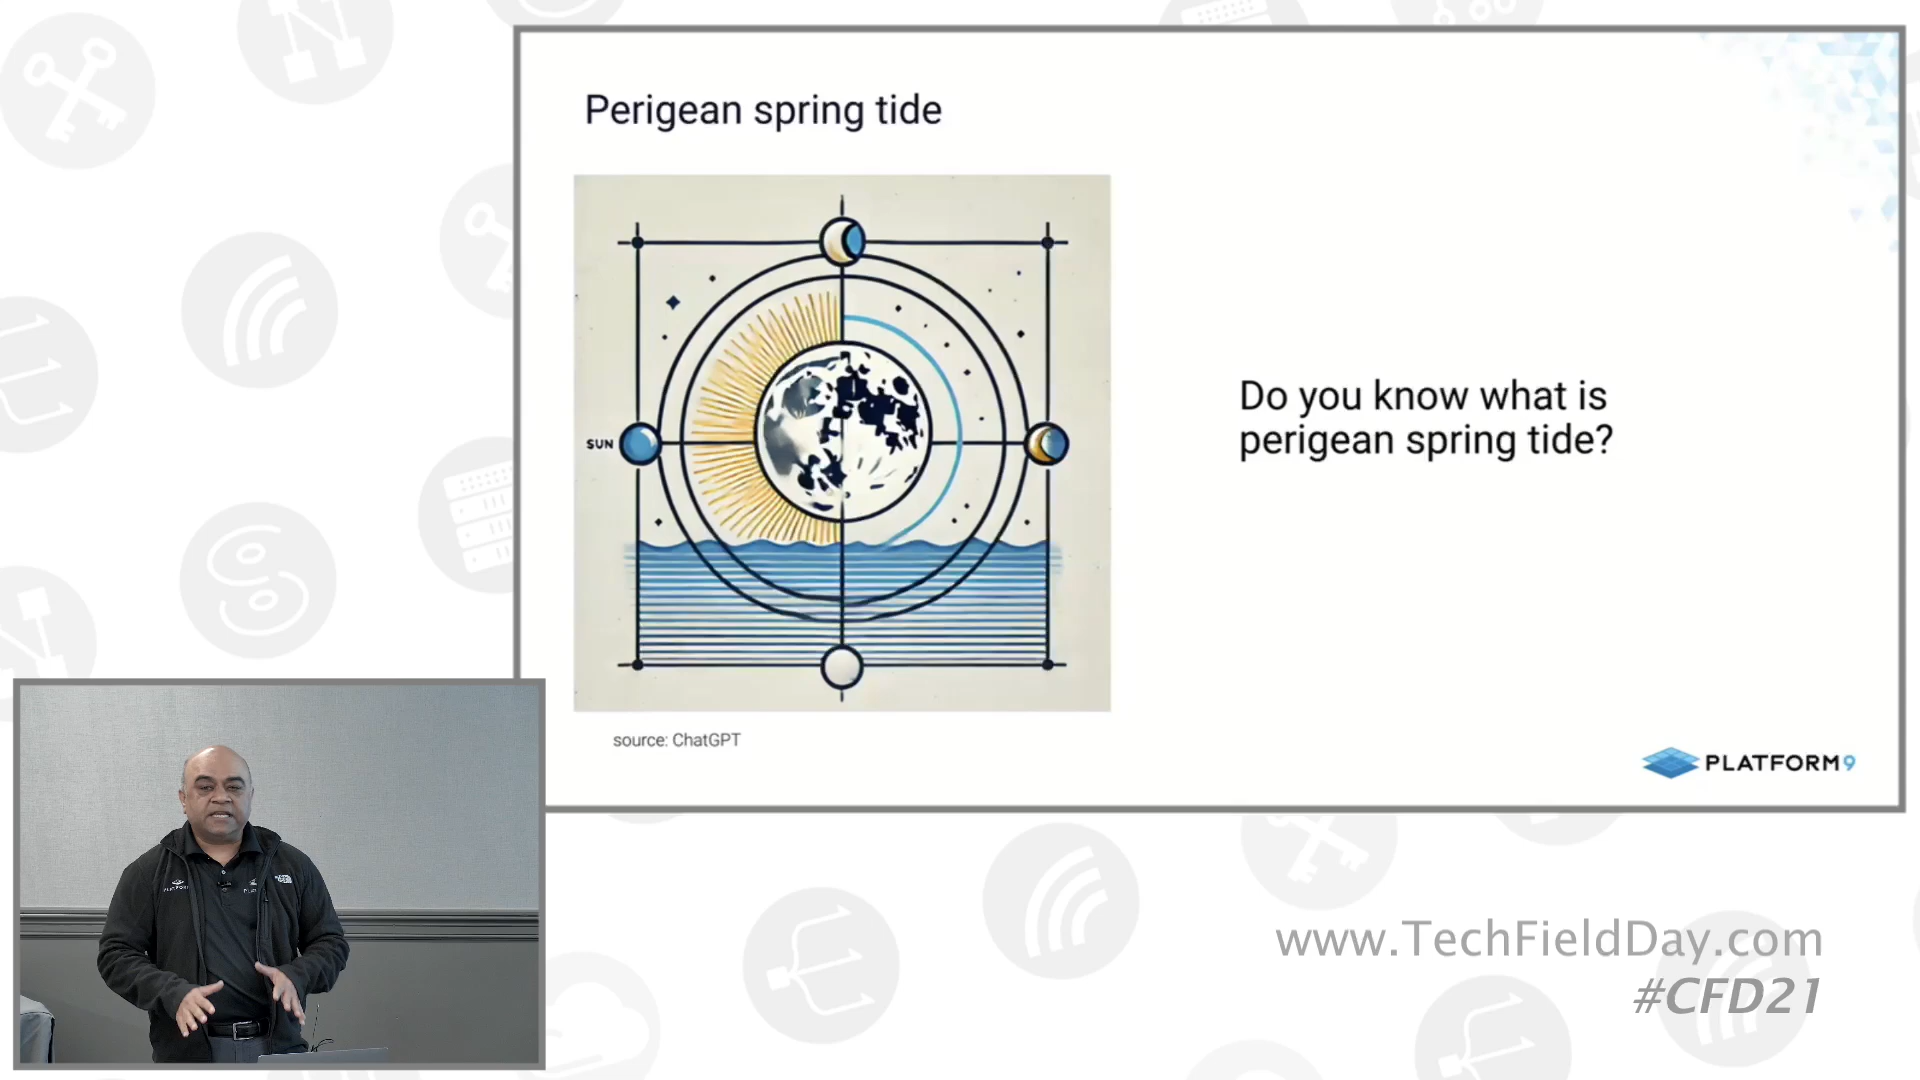 Perigean spring tide
SUN
Do you know what is
perigean spring tide?
source: ChatGPT
PLATFORM9
www.TechFieldDay.com
#CFD21